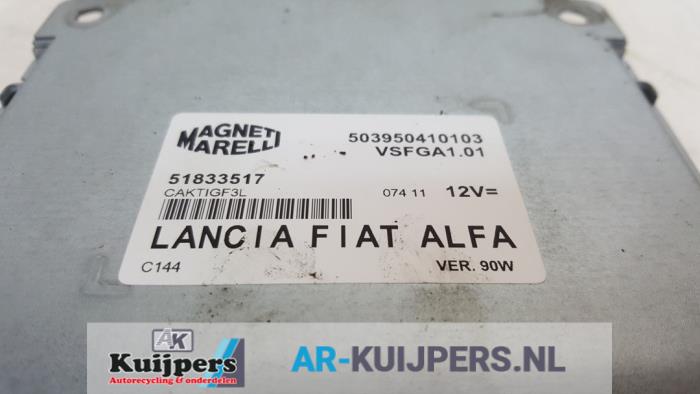 MAGNETI
MARELLI
503950410103
VSFGA1.01
51833517
CAKTIGF3L
074 11 12V=
LANCIA FIAT ALFA
C144
VER. 90W
AK
Kuijpers
Autorecycling & onderdelen
AR-KUIJPERS.NL